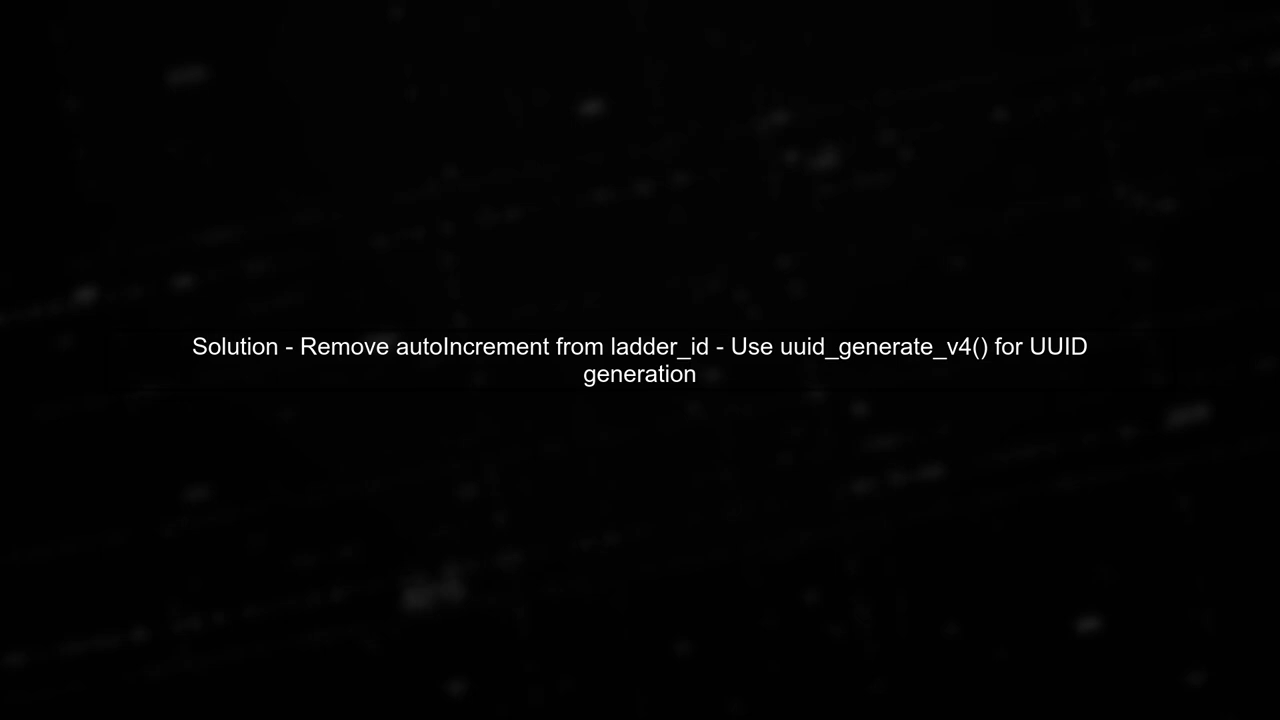 Solution - Remove autoIncrement from ladder_id - Use uuid_generate_v4() for UUID
generation